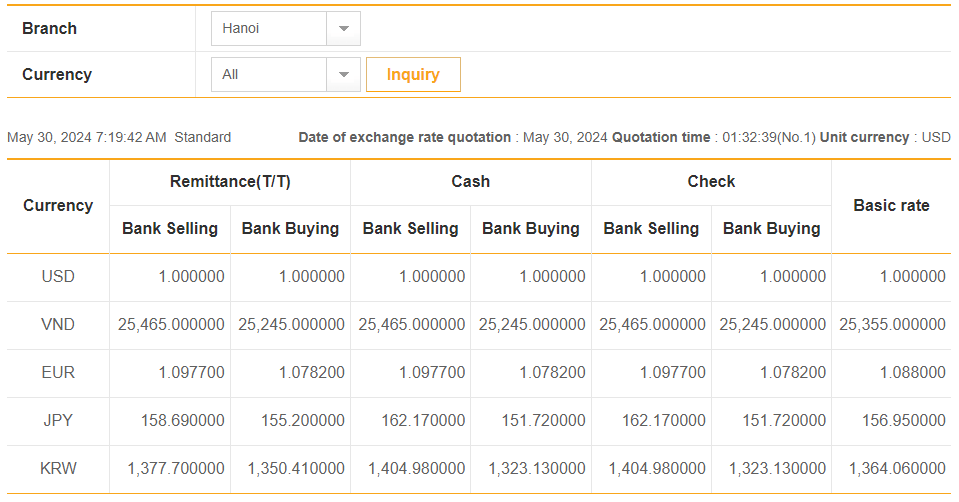 Branch Hanoi
Currency All Inquiry
May 30, 2024 7:19:42 AM Standard Date of exchange rate quotation : May 30, 2024 Quotation time : 01:32:39(No.1) Unit currency : USD
Currency Remittance(T/T) Cash Check Basic rate
Bank Selling Bank Buying Bank Selling Bank Buying Bank Selling Bank Buying
USD 1.000000 1.000000 1.000000 1.000000 1.000000 1.000000 1.000000
VND 25,465.000000 25,245.000000 25,465.000000 25,245.000000 25,465.000000 25,245.000000 25,355.000000
EUR 1.097700 1.078200 1.097700 1.078200 1.097700 1.078200 1.088000
JPY 158.690000 155.200000 162.170000 151.720000 162.170000 151.720000 156.950000
KRW 1,377.700000 1,350.410000 1,404.980000 1,323.130000 1,404.980000 1,323.130000 1,364.060000